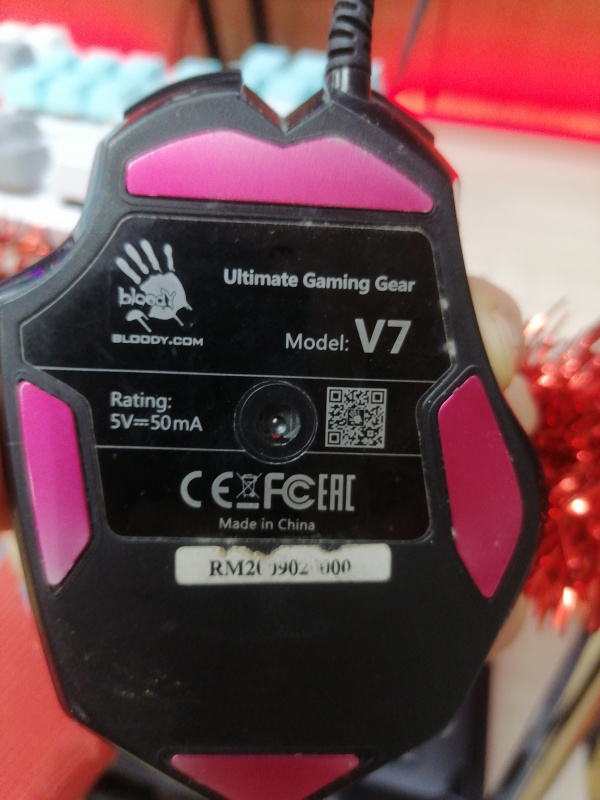 bloody
BLOODY.COM
Ultimate Gaming Gear
Model: V7
Rating:
5V⎓50mA
CE FC EAC
Made in China